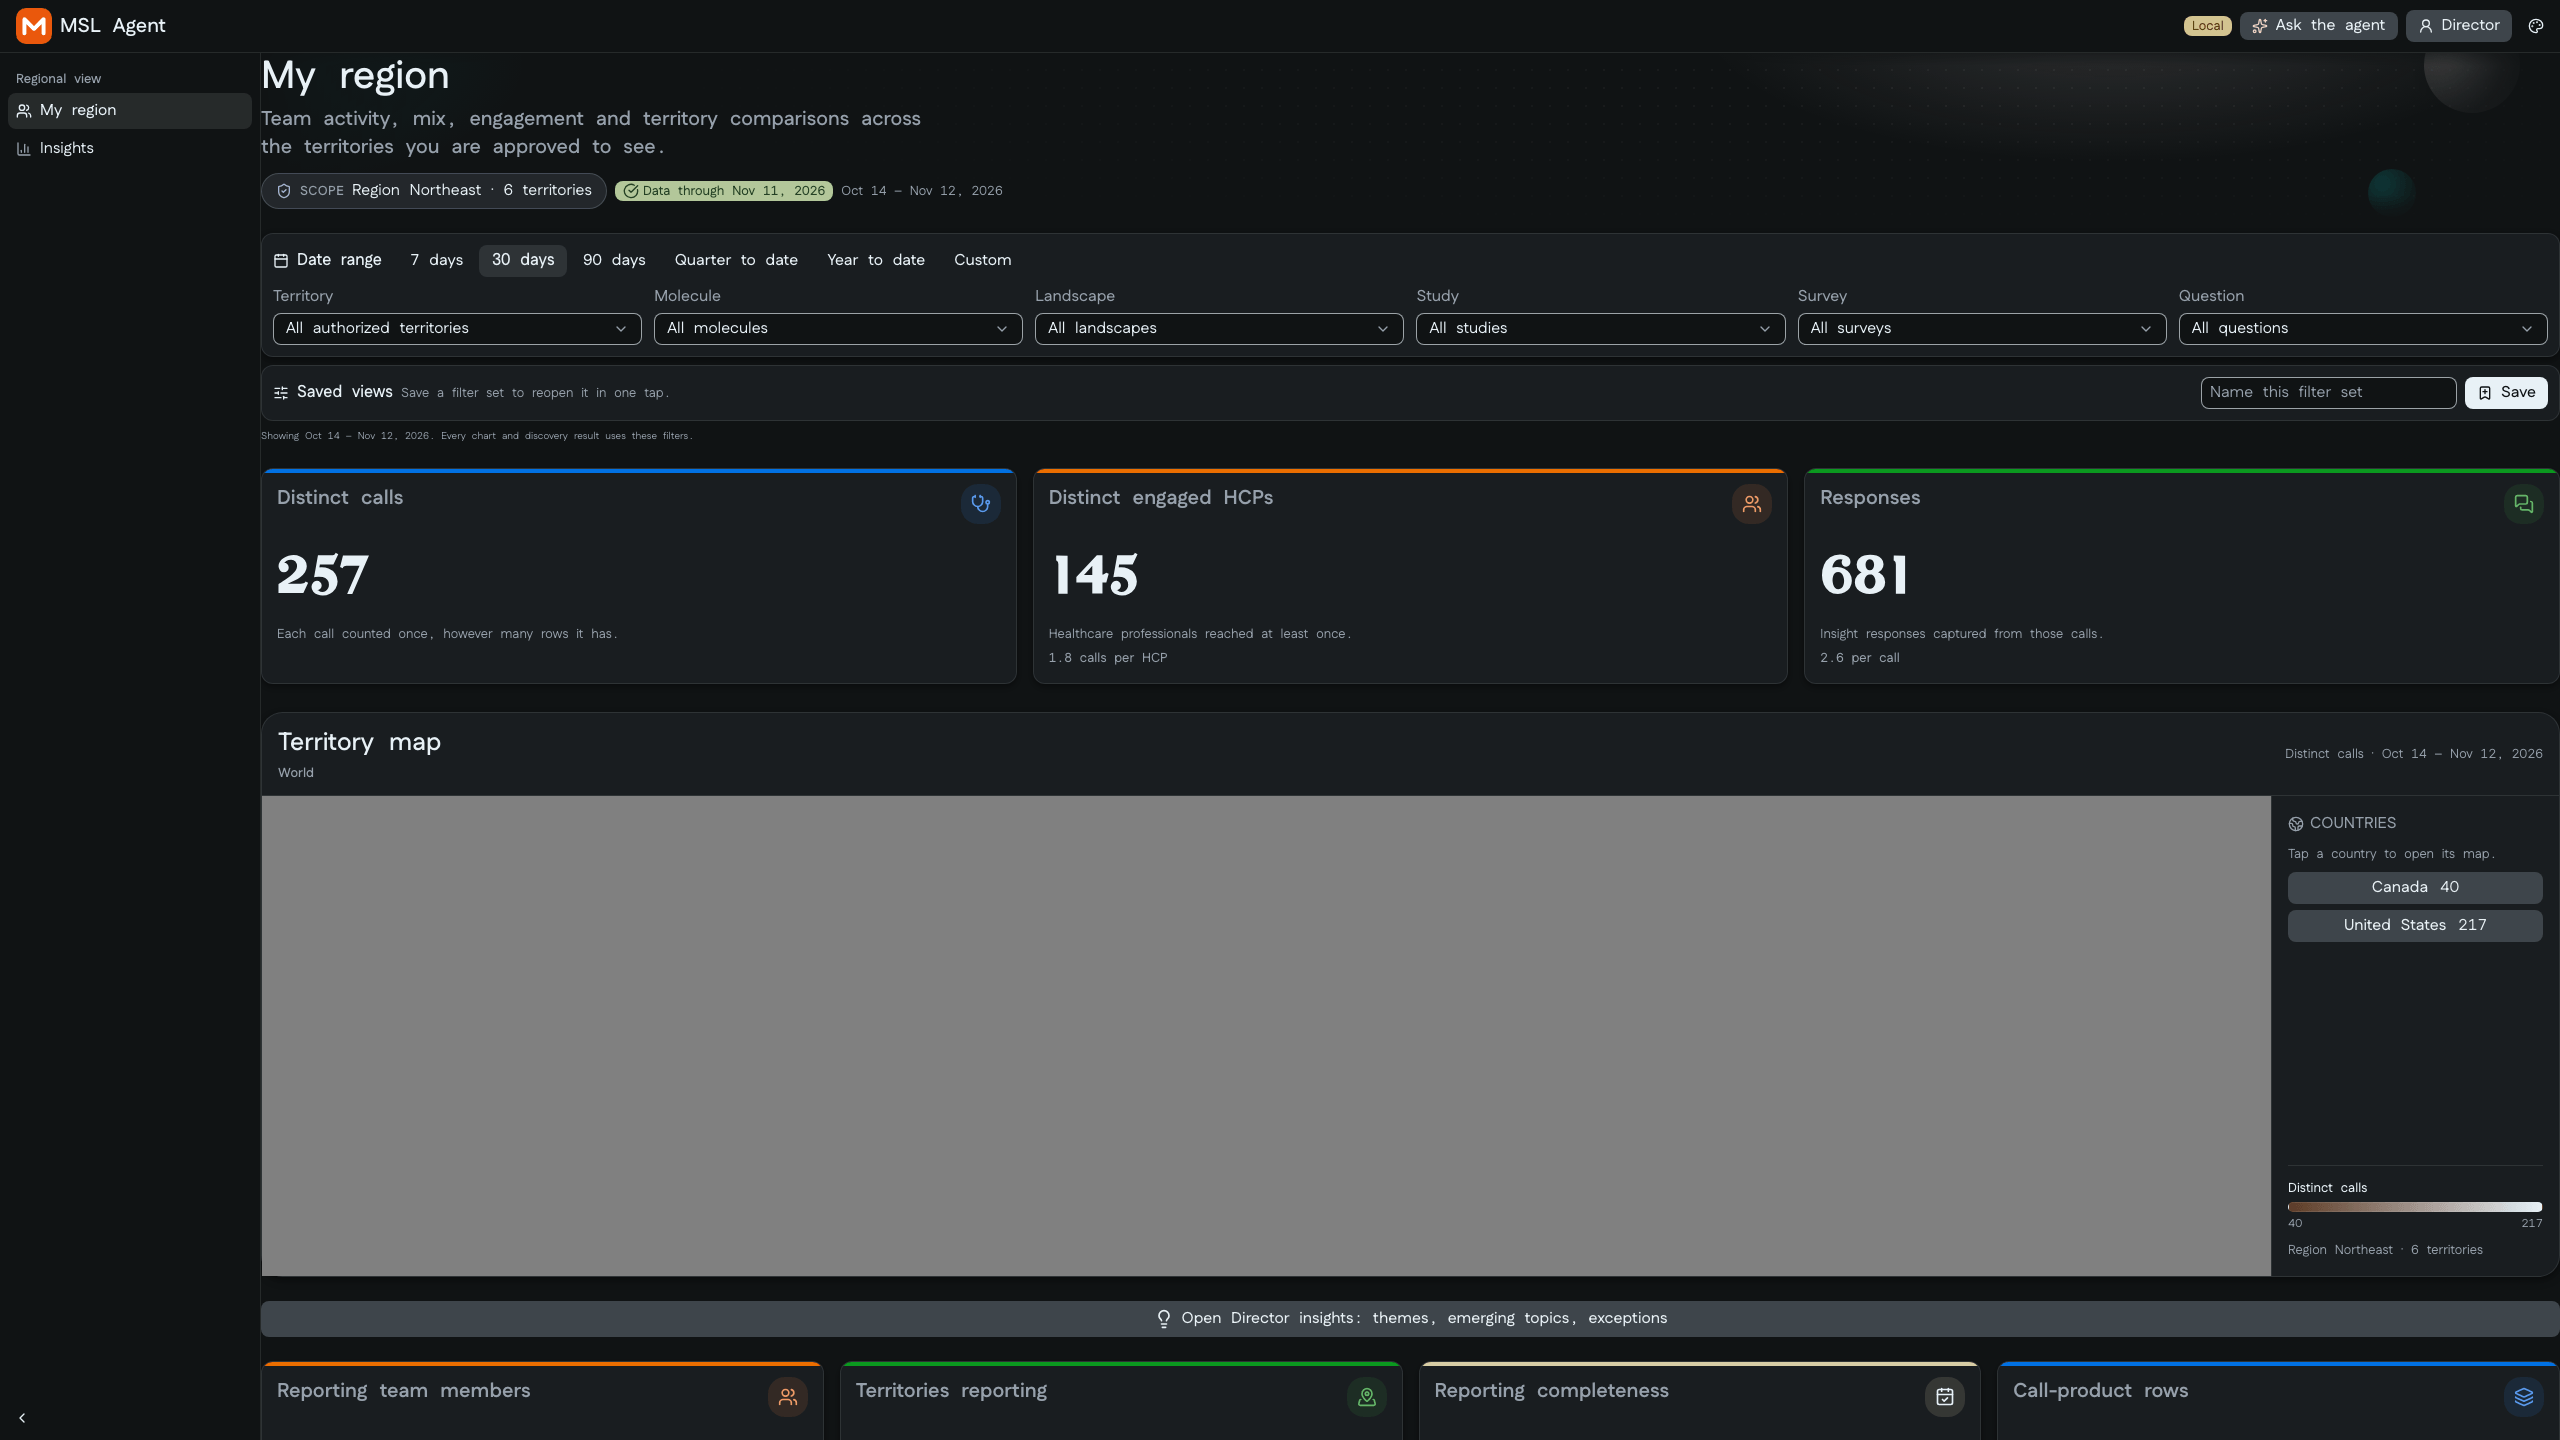 MSL Agent
Local
Ask the agent
Director
Regional view
My region
Insights
My region
Team activity, mix, engagement and territory comparisons across
the territories you are approved to see.
SCOPE Region Northeast · 6 territories
Data through Nov 11, 2026
Oct 14 – Nov 12, 2026
Date range
7 days
30 days
90 days
Quarter to date
Year to date
Custom
Territory
All authorized territories
Molecule
All molecules
Landscape
All landscapes
Study
All studies
Survey
All surveys
Question
All questions
Saved views Save a filter set to reopen it in one tap.
Name this filter set
Save
Showing Oct 14 – Nov 12, 2026. Every chart and discovery result uses these filters.
Distinct calls
257
Each call counted once, however many rows it has.
Distinct engaged HCPs
145
Healthcare professionals reached at least once.
1.8 calls per HCP
Responses
681
Insight responses captured from those calls.
2.6 per call
Territory map
World
Distinct calls · Oct 14 – Nov 12, 2026
COUNTRIES
Tap a country to open its map.
Canada 40
United States 217
Distinct calls
40
217
Region Northeast · 6 territories
Open Director insights: themes, emerging topics, exceptions
Reporting team members
Territories reporting
Reporting completeness
Call-product rows